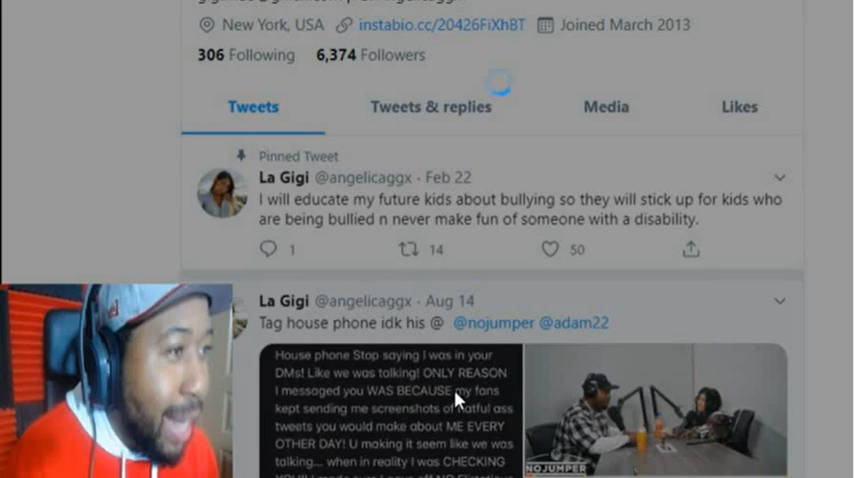 New York, USA instabio.cc/20426FiXhBT Joined March 2013
306 Following 6,374 Followers
Tweets Tweets & replies Media Likes
Pinned Tweet
La Gigi @angelicaggx · Feb 22
I will educate my future kids about bullying so they will stick up for kids who
are being bullied n never make fun of someone with a disability.
1 14 50
La Gigi @angelicaggx · Aug 14
Tag house phone idk his @ @nojumper @adam22
House phone Stop saying I was in your
DMs! Like we was talking! ONLY REASON
I messaged you WAS BECAUSE my fans
kept sending me screenshots of hatful ass
tweets you would make about ME EVERY
OTHER DAY! U making it seem like we was
talking... when in reality I was CHECKING
NOJUMPER